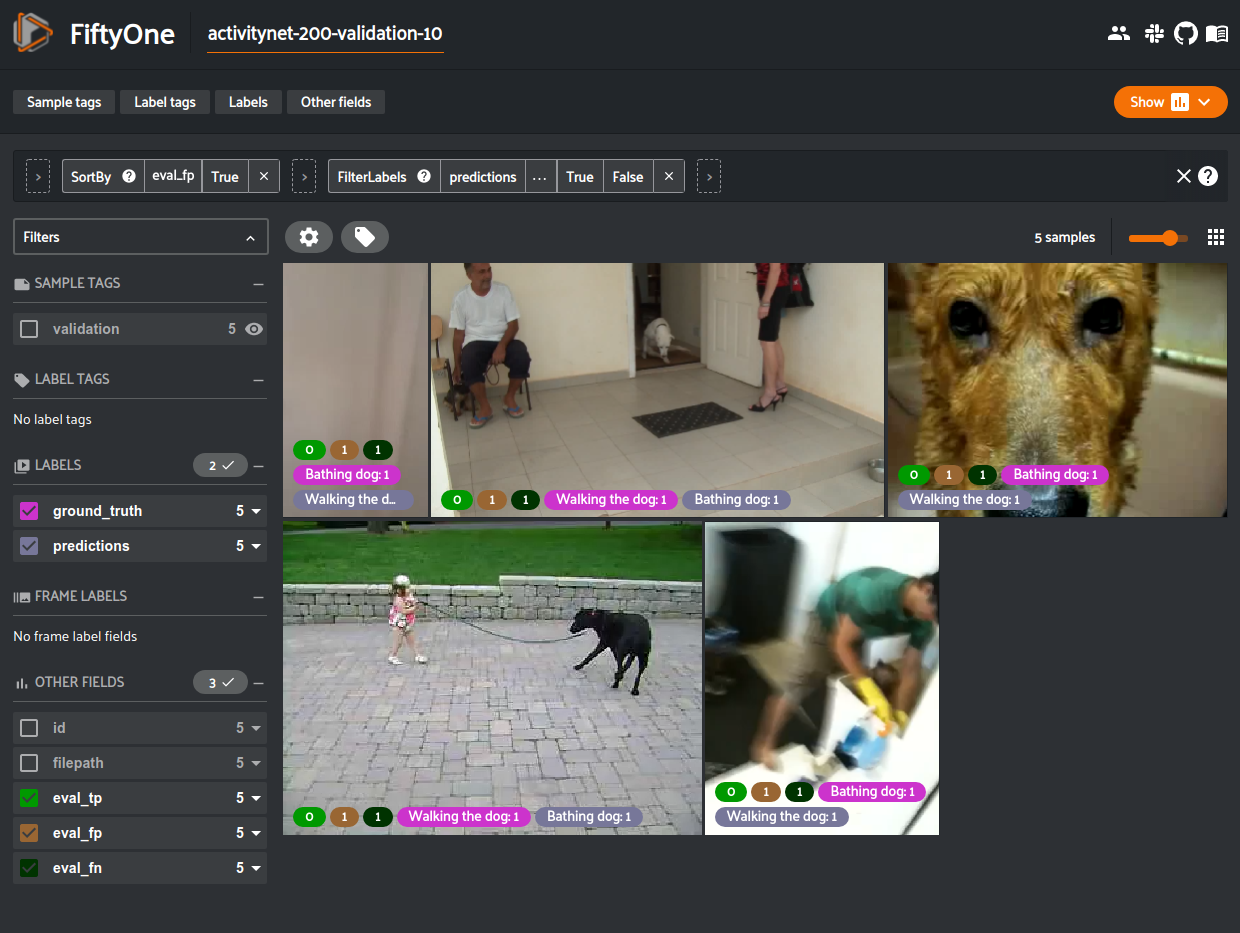 FiftyOne
activitynet-200-validation-10
Sample tags
Label tags
Labels
Other fields
Show
SortBy ? eval_fp True
FilterLabels ? predictions ... True False
?
Filters
5 samples
SAMPLE TAGS
validation 5
LABEL TAGS
No label tags
LABELS 2
ground_truth 5
predictions 5
FRAME LABELS
No frame label fields
OTHER FIELDS 3
id 5
filepath 5
eval_tp 5
eval_fp 5
eval_fn 5
0 1 1
Bathing dog: 1
Walking the d...
0 1 1 Walking the dog: 1 Bathing dog: 1
0 1 1 Bathing dog: 1
Walking the dog: 1
0 1 1 Walking the dog: 1 Bathing dog: 1
0 1 1 Bathing dog: 1
Walking the dog: 1